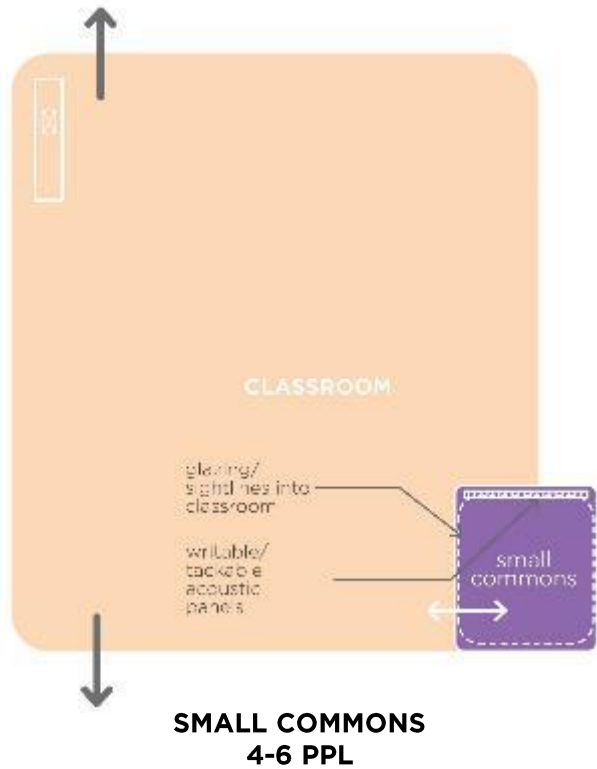 CLASSROOM
glazing/
sightlines into
classroom
writable/
tackable
acoustic
panels
small
commons
SMALL COMMONS
4-6 PPL